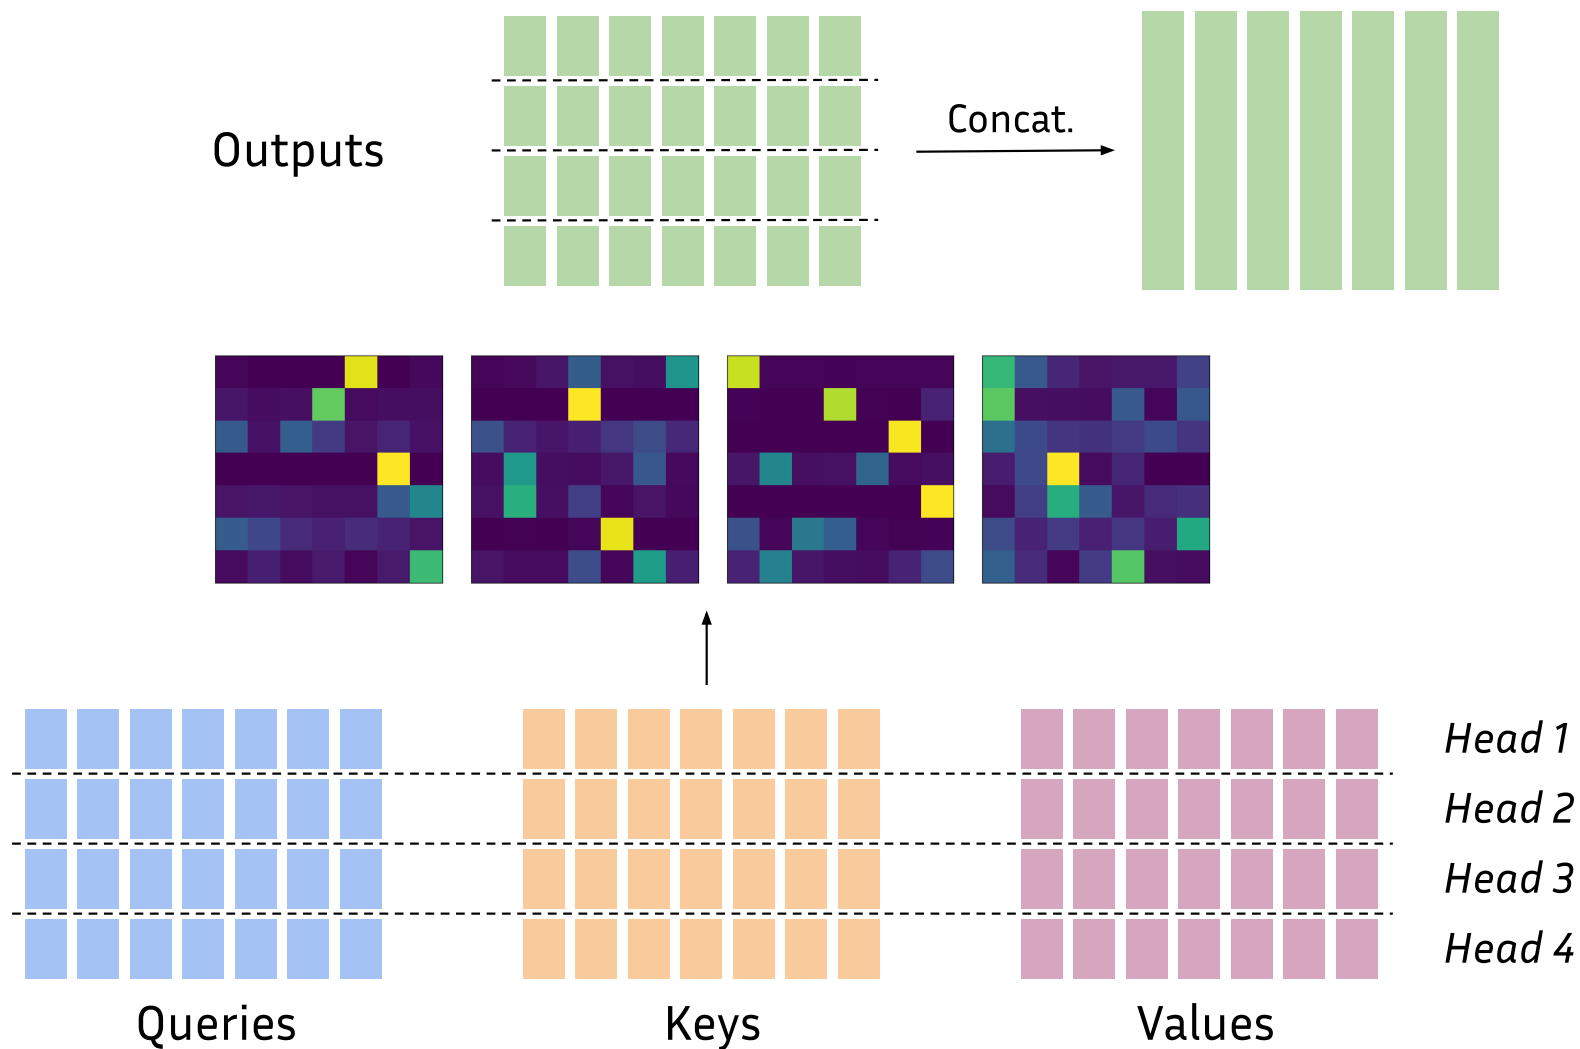 Outputs
Concat.
Head 1
Head 2
Head 3
Head 4
Queries
Keys
Values